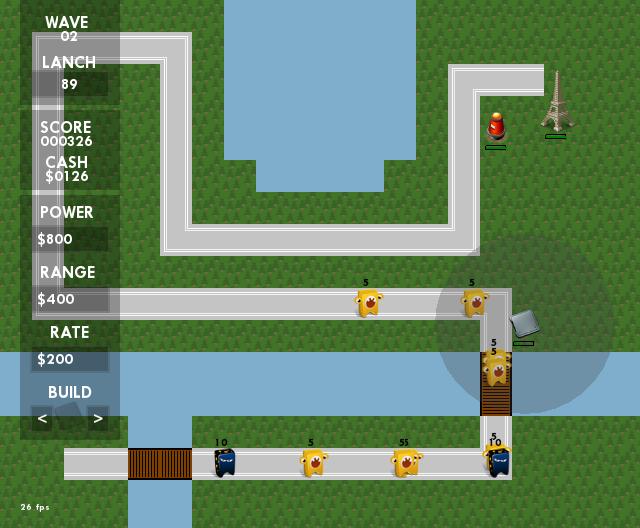 WAVE
02
LANCH
89
SCORE
000326
CASH
$0126
POWER
$800
RANGE
$400
RATE
$200
BUILD
< >
5
5
5
5
10
5
55
5
10
26 fps